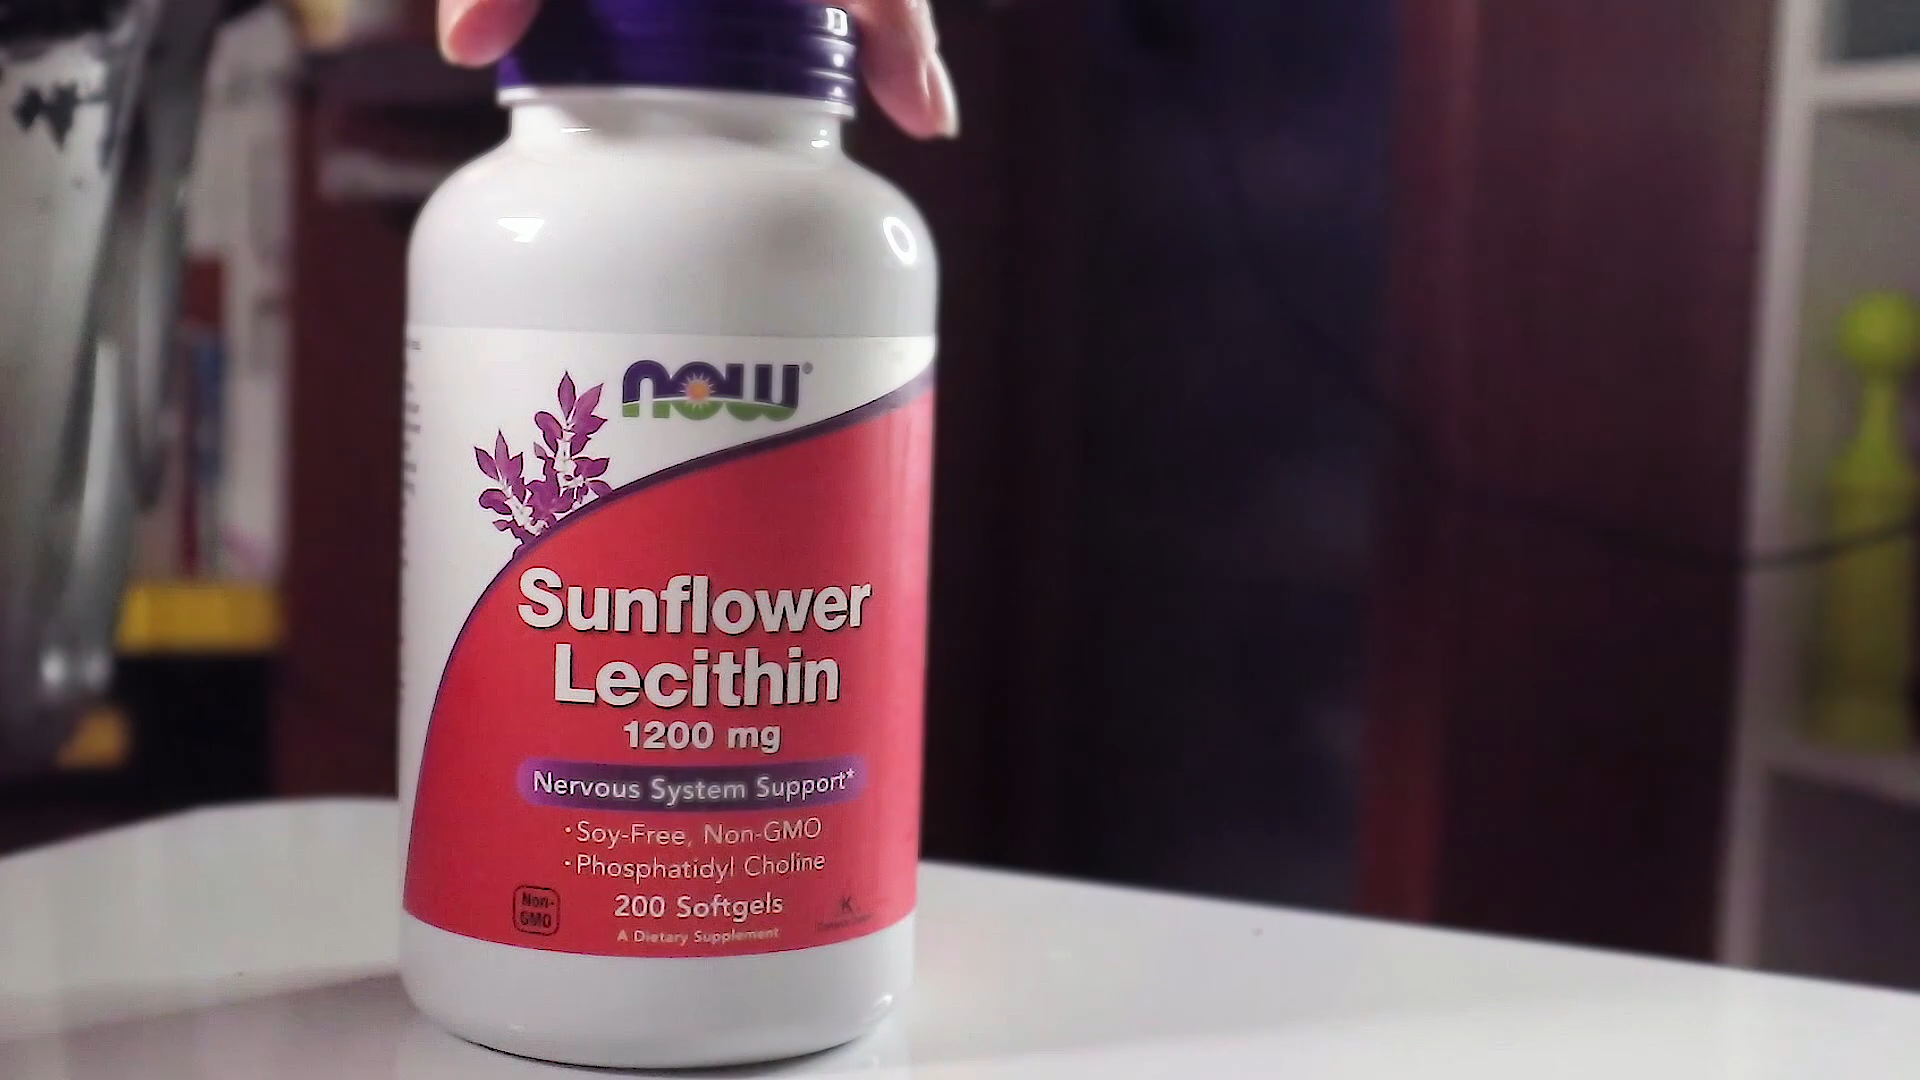 now®
Sunflower
Lecithin
1200 mg
Nervous System Support*
• Soy-Free, Non-GMO
• Phosphatidyl Choline
200 Softgels
Non-
GMO
K
A Dietary Supplement